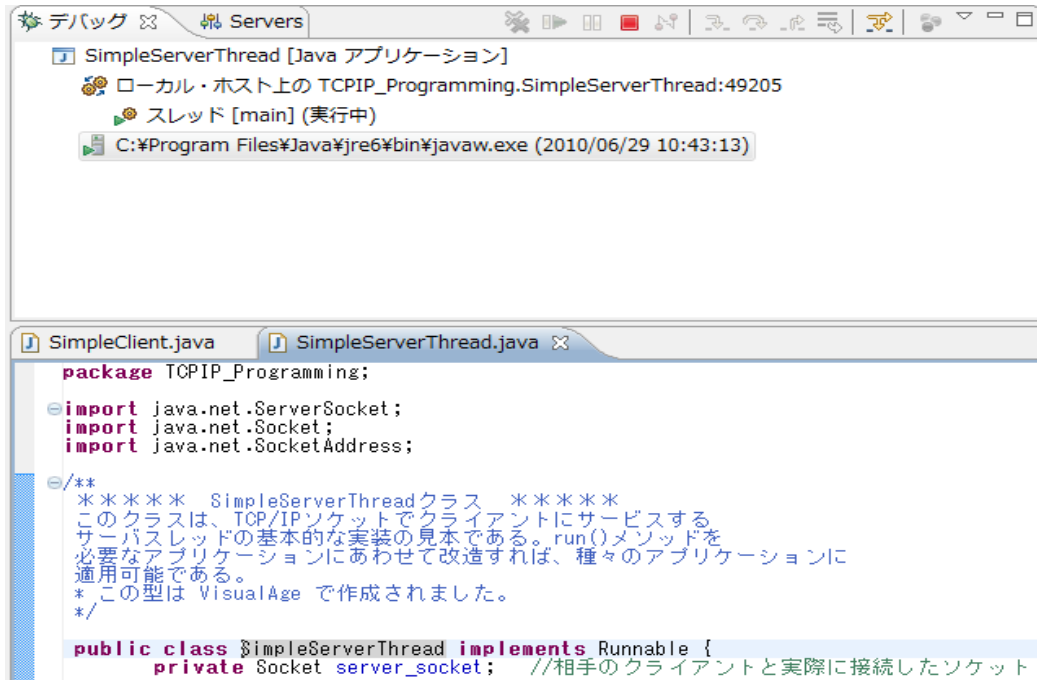 デバッグ Servers
SimpleServerThread [Java アプリケーション]
ローカル・ホスト上の TCPIP_Programming.SimpleServerThread:49205
スレッド [main] (実行中)
C:¥Program Files¥Java¥jre6¥bin¥javaw.exe (2010/06/29 10:43:13)
SimpleClient.java SimpleServerThread.java
package TCPIP_Programming;
import java.net.ServerSocket;
import java.net.Socket;
import java.net.SocketAddress;
/**
＊＊＊＊＊ SimpleServerThreadクラス ＊＊＊＊＊
このクラスは、TCP/IPソケットでクライアントにサービスする
サーバスレッドの基本的な実装の見本である。run()メソッドを
必要なアプリケーションにあわせて改造すれば、種々のアプリケーションに
適用可能である。
* この型は VisualAge で作成されました。
*/
public class SimpleServerThread implements Runnable {
private Socket server_socket; //相手のクライアントと実際に接続したソケット